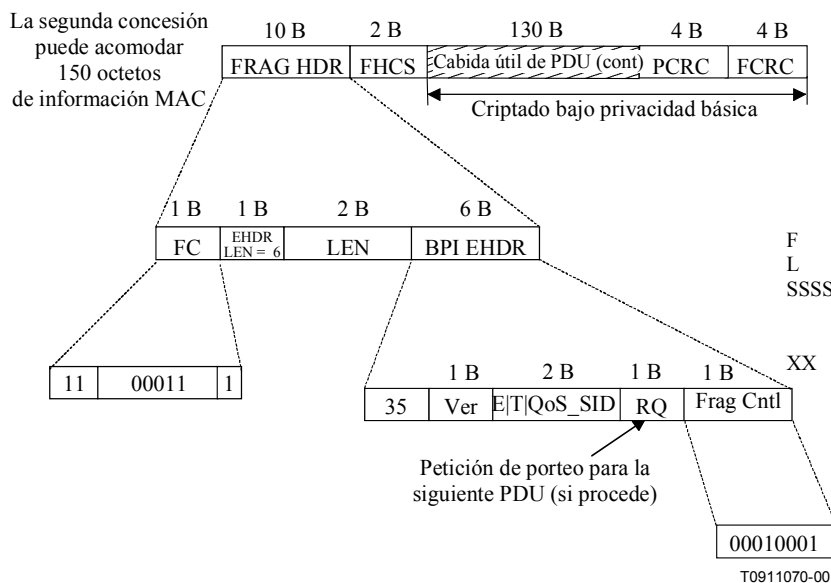 La segunda concesión
puede acomodar
150 octetos
de información MAC
10 B 2 B 130 B 4 B 4 B
FRAG HDR FHCS Cabida útil de PDU (cont) PCRC FCRC
Criptado bajo privacidad básica
1 B 1 B 2 B 6 B
FC EHDR LEN = 6 LEN BPI EHDR
F
L
SSSS
XX
11 00011 1
1 B 2 B 1 B 1 B
35 Ver E|T|QoS_SID RQ Frag Cntl
Petición de porteo para la
siguiente PDU (si procede)
00010001
T0911070-00